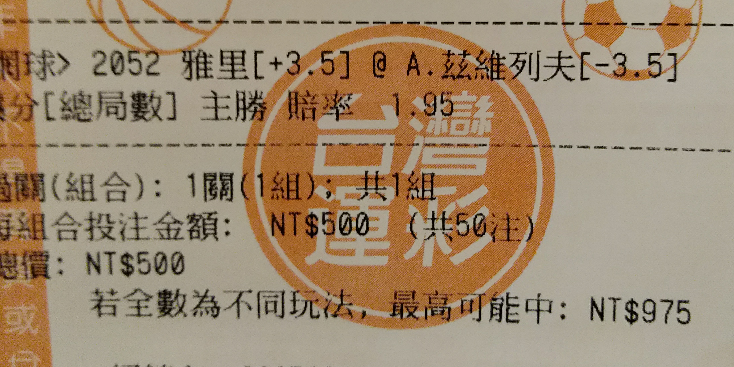 網球> 2052 雅里[+3.5] @ A.茲維列夫[-3.5]
讓分[總局數] 主勝 賠率 1.95
台灣
運彩
過關(組合): 1關(1組); 共1組
每組合投注金額: NT$500 (共50注)
總價: NT$500
若全數為不同玩法, 最高可能中: NT$975
或